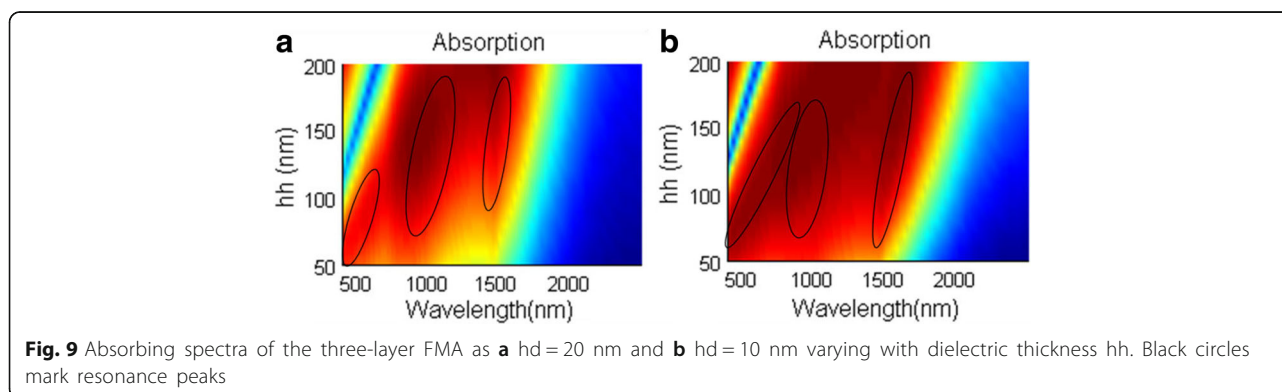 a
Absorption
200
150
100
50
hh (nm)
500 1000 1500 2000
Wavelength(nm)
b
Absorption
200
150
100
50
hh (nm)
500 1000 1500 2000
Wavelength(nm)
Fig. 9 Absorbing spectra of the three-layer FMA as a hd = 20 nm and b hd = 10 nm varying with dielectric thickness hh. Black circles
mark resonance peaks